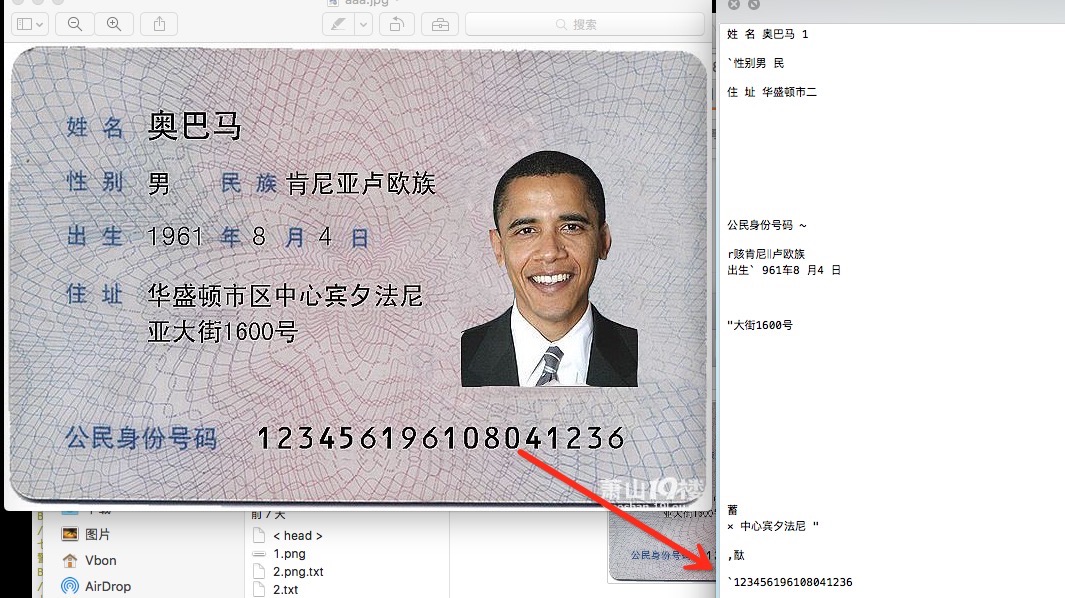 aaa.jpg
搜索
姓 名 奥巴马
性 别 男 民 族 肯尼亚卢欧族
出 生 1961 年 8 月 4 日
住 址 华盛顿市区中心宾夕法尼
亚大街1600号
公民身份号码 123456196108041236
萧山19楼
前 7 天
图片
Vbon
AirDrop
< head >
1.png
2.png.txt
2.txt
公民身份号码
姓 名 奥巴马 1
`性别男 民
住 址 华盛顿市二
公民身份号码 ~
r赅肯尼‖卢欧族
出生` 961车8 月4 日
"大街1600号
蓄
× 中心宾夕法尼 "
,酞
`123456196108041236